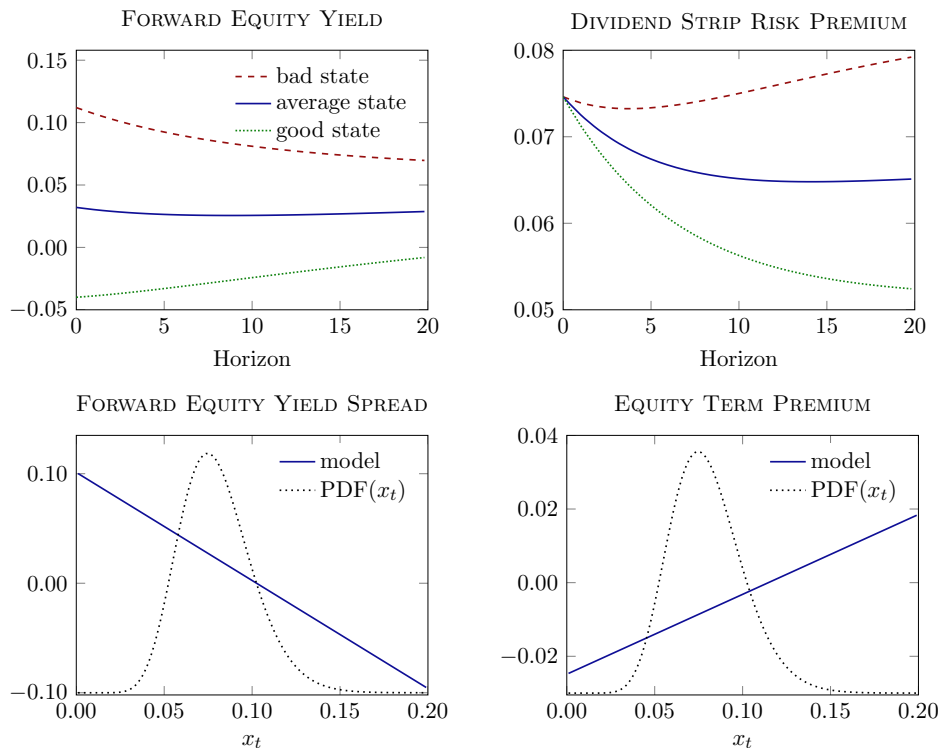 FORWARD EQUITY YIELD
0.15
0.10
0.05
0.00
−0.05
bad state
average state
good state
0 5 10 15 20
Horizon
DIVIDEND STRIP RISK PREMIUM
0.08
0.07
0.06
0.05
0 5 10 15 20
Horizon
FORWARD EQUITY YIELD SPREAD
0.10
0.00
−0.10
model
PDF(x_t)
0.00 0.05 0.10 0.15 0.20
x_t
EQUITY TERM PREMIUM
0.04
0.02
0.00
−0.02
model
PDF(x_t)
0.00 0.05 0.10 0.15 0.20
x_t